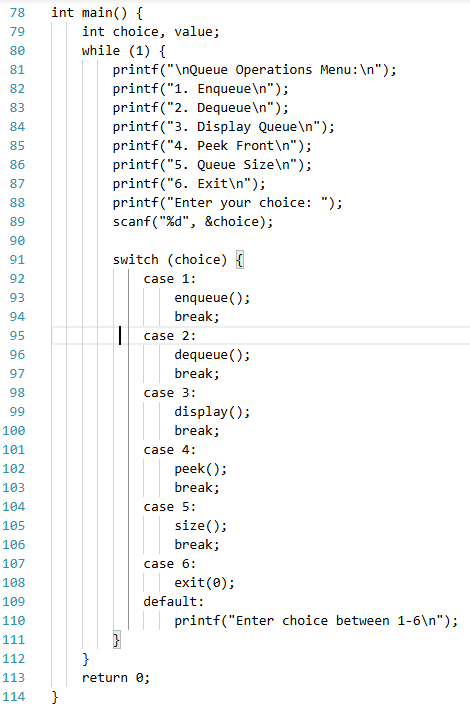 78 int main() {
79     int choice, value;
80     while (1) {
81         printf("\nQueue Operations Menu:\n");
82         printf("1. Enqueue\n");
83         printf("2. Dequeue\n");
84         printf("3. Display Queue\n");
85         printf("4. Peek Front\n");
86         printf("5. Queue Size\n");
87         printf("6. Exit\n");
88         printf("Enter your choice: ");
89         scanf("%d", &choice);
90
91         switch (choice) {
92             case 1:
93                 enqueue();
94                 break;
95             case 2:
96                 dequeue();
97                 break;
98             case 3:
99                 display();
100                 break;
101             case 4:
102                 peek();
103                 break;
104             case 5:
105                 size();
106                 break;
107             case 6:
108                 exit(0);
109             default:
110                 printf("Enter choice between 1-6\n");
111         }
112     }
113     return 0;
114 }